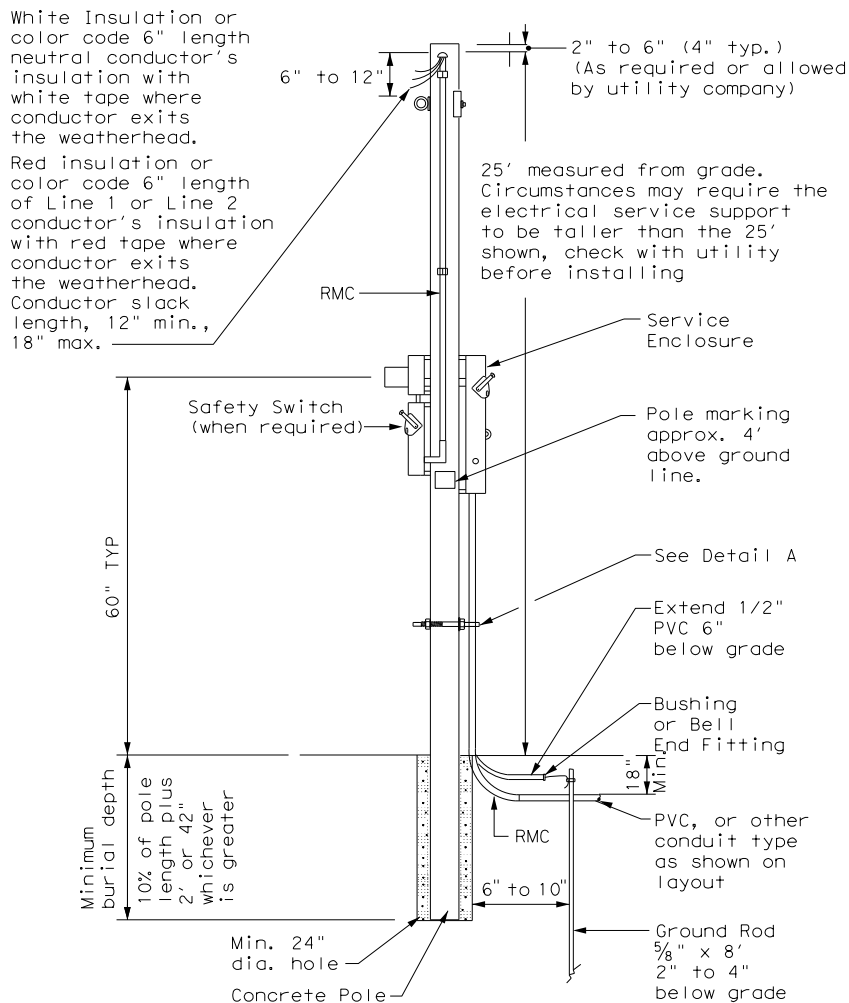 White Insulation or
color code 6" length
neutral conductor's
insulation with
white tape where
conductor exits
the weatherhead.
Red insulation or
color code 6" length
of Line 1 or Line 2
conductor's insulation
with red tape where
conductor exits
the weatherhead.
Conductor slack
length, 12" min.,
18" max.
6" to 12"
2" to 6" (4" typ.)
(As required or allowed
by utility company)
25' measured from grade.
Circumstances may require the
electrical service support
to be taller than the 25'
shown, check with utility
before installing
RMC
Service
Enclosure
Safety Switch
(when required)
Pole marking
approx. 4'
above ground
line.
60" TYP
See Detail A
Extend 1/2"
PVC 6"
below grade
Bushing
or Bell
End Fitting
18"
Min.
Minimum
burial depth
10% of pole
length plus
2' or 42"
whichever
is greater
RMC
PVC, or other
conduit type
as shown on
layout
6" to 10"
Min. 24"
dia. hole
Concrete Pole
Ground Rod
⅝" x 8'
2" to 4"
below grade